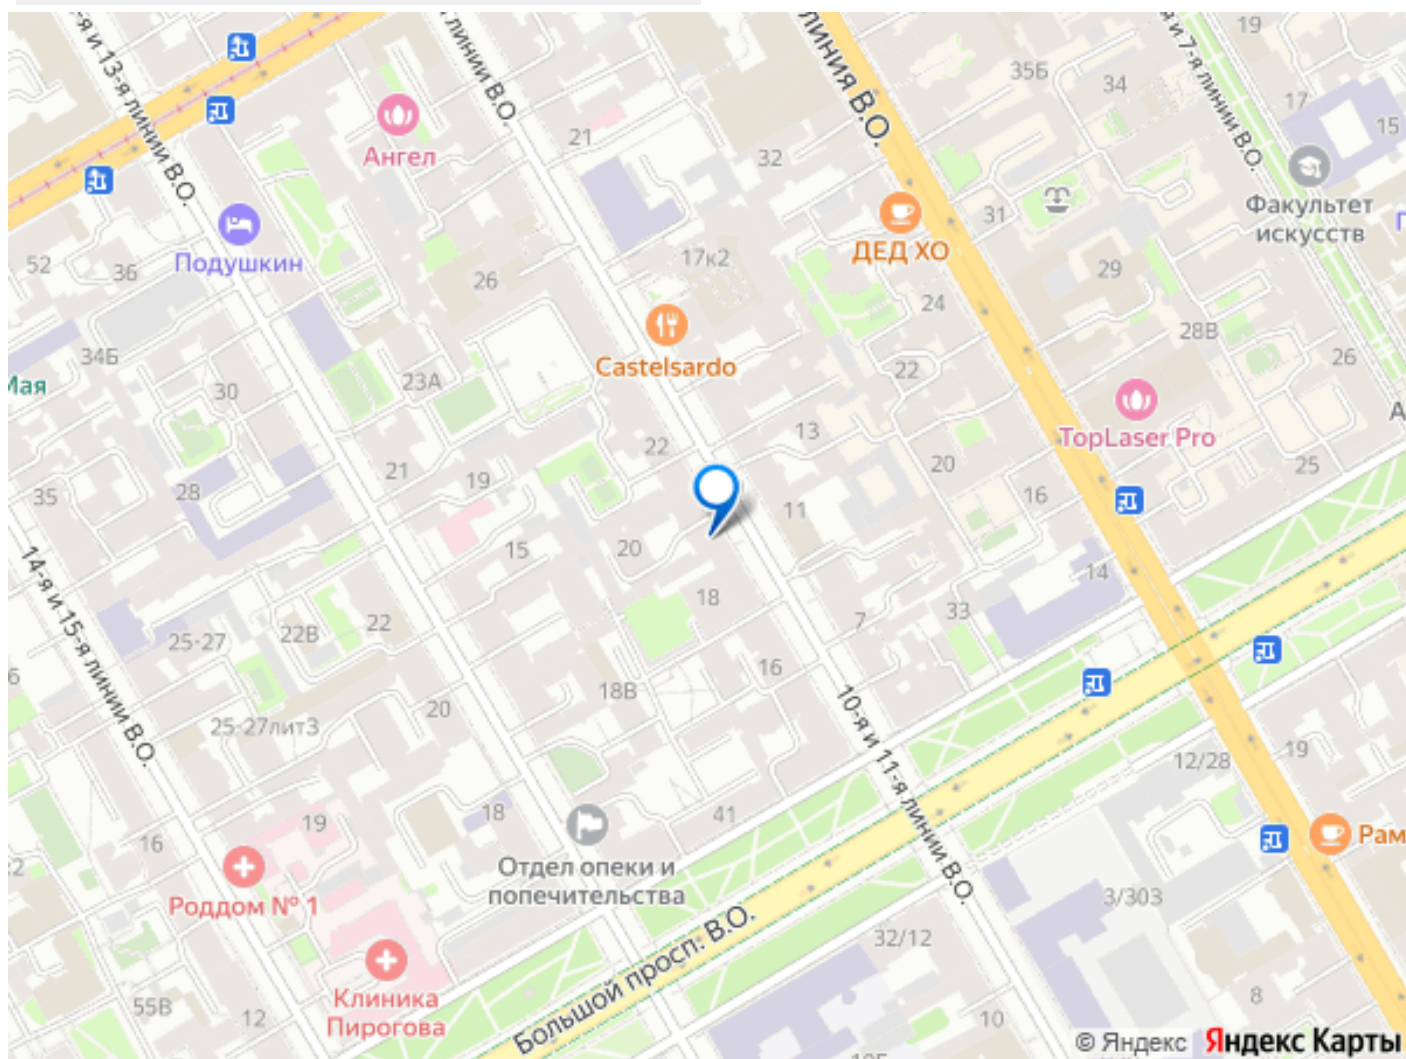 -я и 13-я линии В.О.
линии В.О.
ЛИНИЯ В.О.
и 7-я линии В.О.
19
35Б
34
17
15
21
Ангел
32
Факультет
искусств
31
ДЕД ХО
Подушкин
52
36
26
17к2
29
24
28В
Castelsardo
34Б
Мая
30
23А
22
26
TopLaser Pro
13
22
20
25
21
19
28
35
16
11
15
20
14
18
14-я и 15-я линии В.О.
7
33
25-27
22В
22
16
18В
10-я и 11-я линии В.О.
20
25-27лит3
12/28
19
41
18
19
16
Рам
Отдел опеки и
попечительства
Роддом № 1
3/303
Большой просп. В.О.
32/12
Клиника
Пирогова
55В
12
10
8
© Яндекс Яндекс Карты